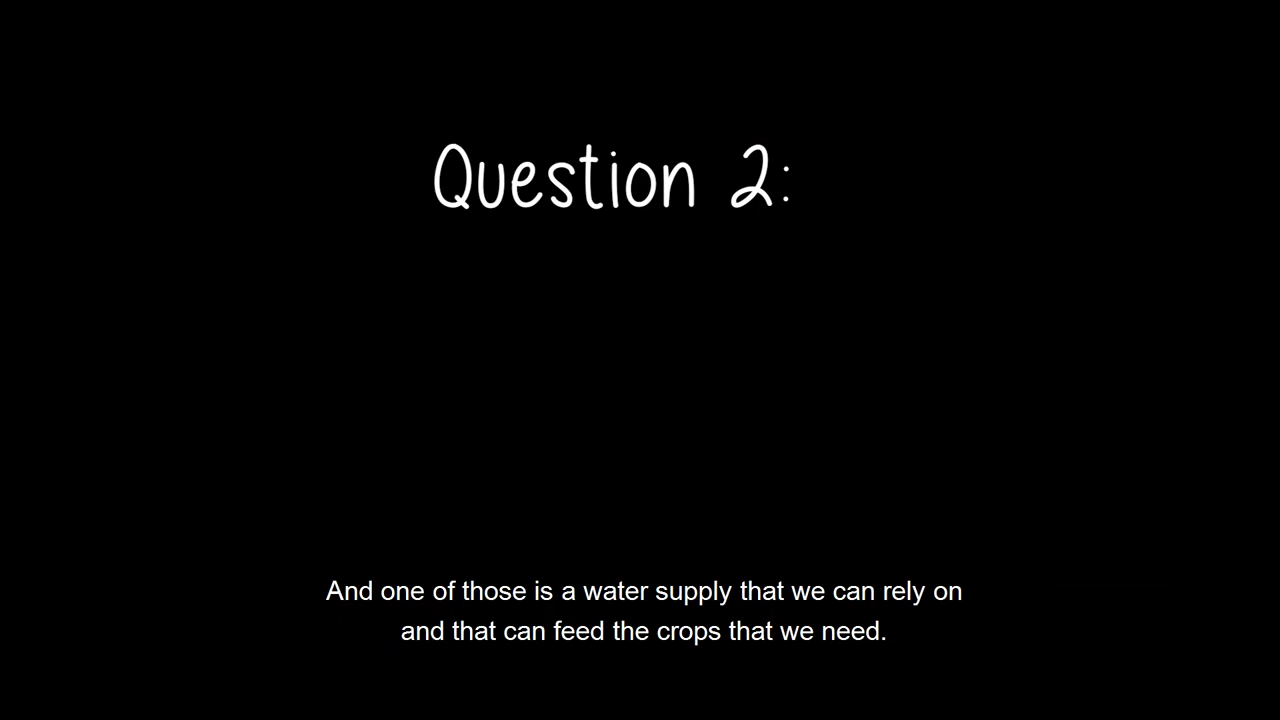 Question 2:
And one of those is a water supply that we can rely on
and that can feed the crops that we need.